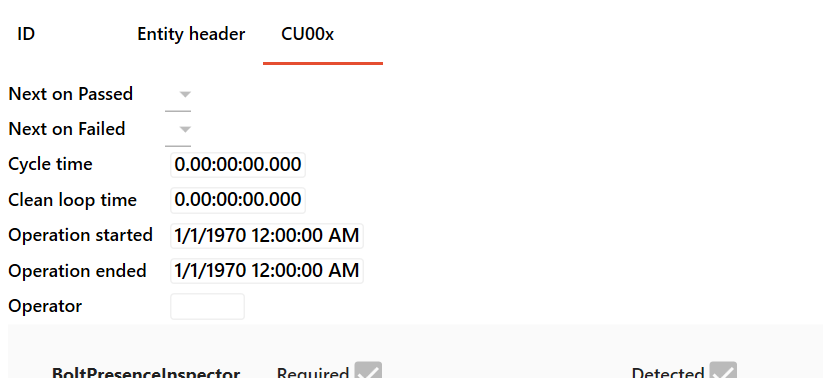 ID Entity header CU00x
Next on Passed
Next on Failed
Cycle time 0.00:00:00.000
Clean loop time 0.00:00:00.000
Operation started 1/1/1970 12:00:00 AM
Operation ended 1/1/1970 12:00:00 AM
Operator
BoltPresenceInspector Required Detected